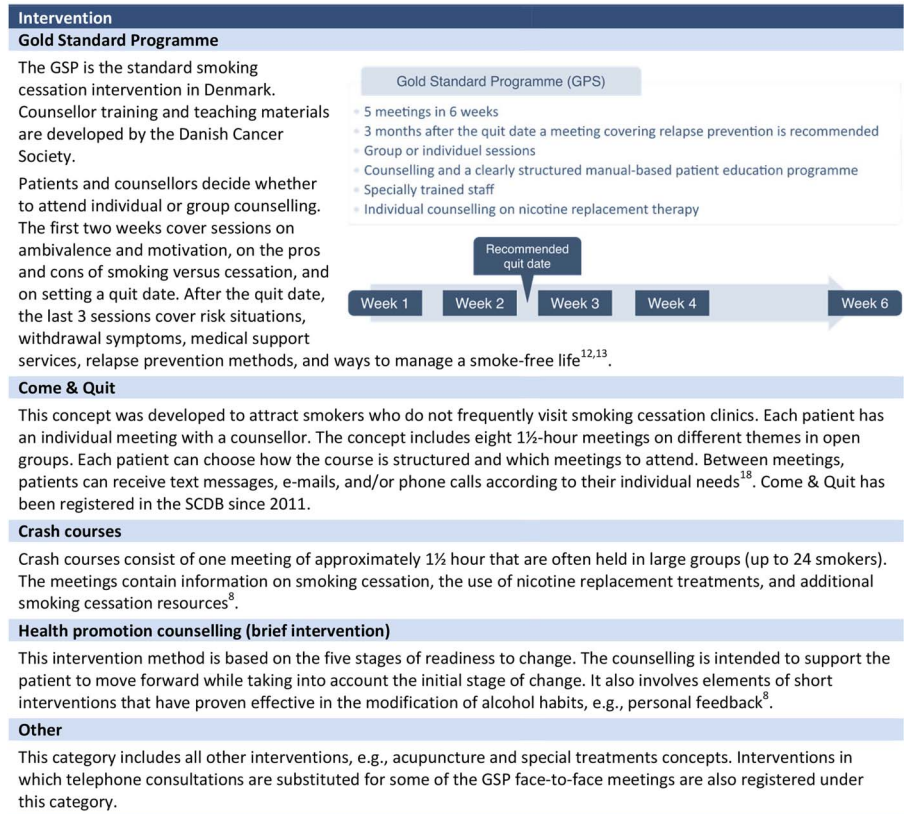 Intervention
Gold Standard Programme
The GSP is the standard smoking
cessation intervention in Denmark.
Counsellor training and teaching materials
are developed by the Danish Cancer
Society.
Patients and counsellors decide whether
to attend individual or group counselling.
The first two weeks cover sessions on
ambivalence and motivation, on the pros
and cons of smoking versus cessation, and
on setting a quit date. After the quit date,
the last 3 sessions cover risk situations,
withdrawal symptoms, medical support
services, relapse prevention methods, and ways to manage a smoke-free life12,13.
Gold Standard Programme (GPS)
5 meetings in 6 weeks
3 months after the quit date a meeting covering relapse prevention is recommended
Group or individuel sessions
Counselling and a clearly structured manual-based patient education programme
Specially trained staff
Individual counselling on nicotine replacement therapy
Recommended
quit date
Week 1 Week 2 Week 3 Week 4 Week 6
Come & Quit
This concept was developed to attract smokers who do not frequently visit smoking cessation clinics. Each patient has
an individual meeting with a counsellor. The concept includes eight 1½-hour meetings on different themes in open
groups. Each patient can choose how the course is structured and which meetings to attend. Between meetings,
patients can receive text messages, e-mails, and/or phone calls according to their individual needs18. Come & Quit has
been registered in the SCDB since 2011.
Crash courses
Crash courses consist of one meeting of approximately 1½ hour that are often held in large groups (up to 24 smokers).
The meetings contain information on smoking cessation, the use of nicotine replacement treatments, and additional
smoking cessation resources8.
Health promotion counselling (brief intervention)
This intervention method is based on the five stages of readiness to change. The counselling is intended to support the
patient to move forward while taking into account the initial stage of change. It also involves elements of short
interventions that have proven effective in the modification of alcohol habits, e.g., personal feedback8.
Other
This category includes all other interventions, e.g., acupuncture and special treatments concepts. Interventions in
which telephone consultations are substituted for some of the GSP face-to-face meetings are also registered under
this category.